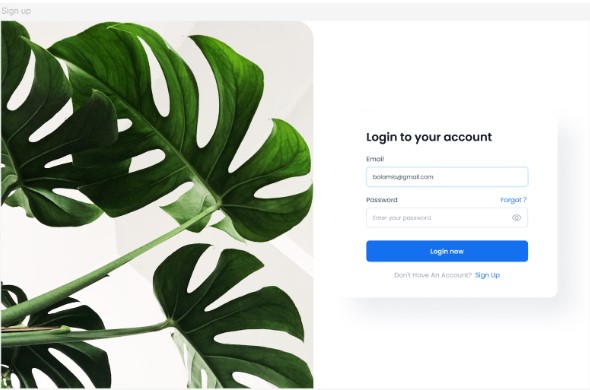 Sign up
Login to your account
Email
balamia@gmail.com
Password Forgot ?
Enter your password
Login now
Don't Have An Account? Sign Up